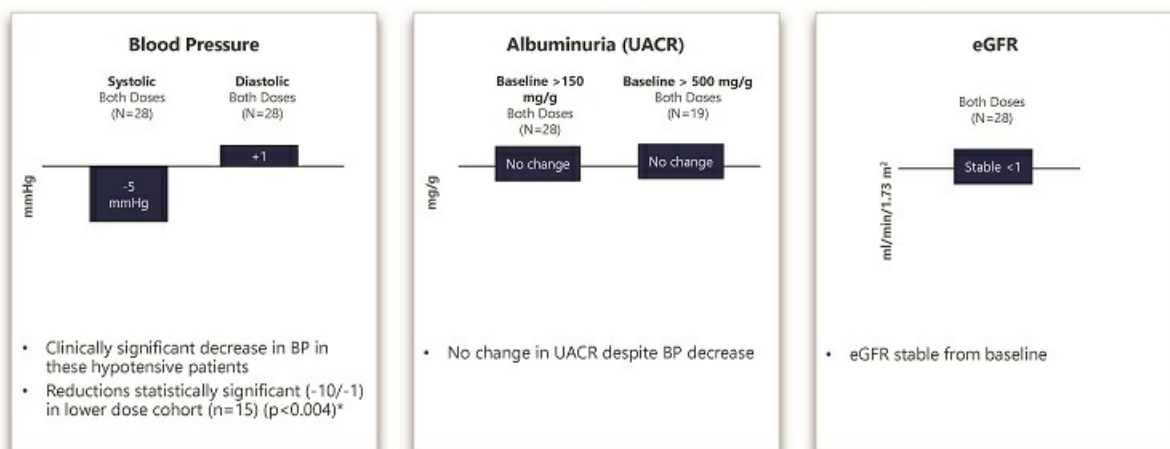 Blood Pressure
Systolic
Both Doses
(N=28)
Diastolic
Both Doses
(N=28)
+1
-5
mmHg
mmHg
• Clinically significant decrease in BP in
these hypotensive patients
• Reductions statistically significant (-10/-1)
in lower dose cohort (n=15) (p<0.004)*
Albuminuria (UACR)
Baseline >150
mg/g
Both Doses
(N=28)
Baseline > 500 mg/g
Both Doses
(N=19)
No change
No change
mg/g
• No change in UACR despite BP decrease
eGFR
Both Doses
(N=28)
Stable <1
ml/min/1.73 m²
• eGFR stable from baseline